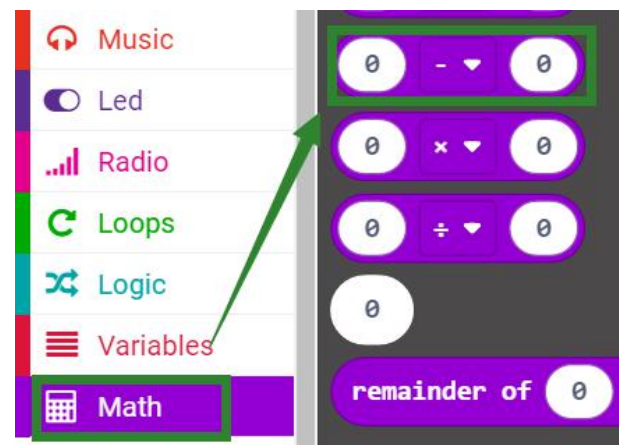 Music
Led
Radio
Loops
Logic
Variables
Math
0 - 0
0 × 0
0 ÷ 0
0
remainder of 0